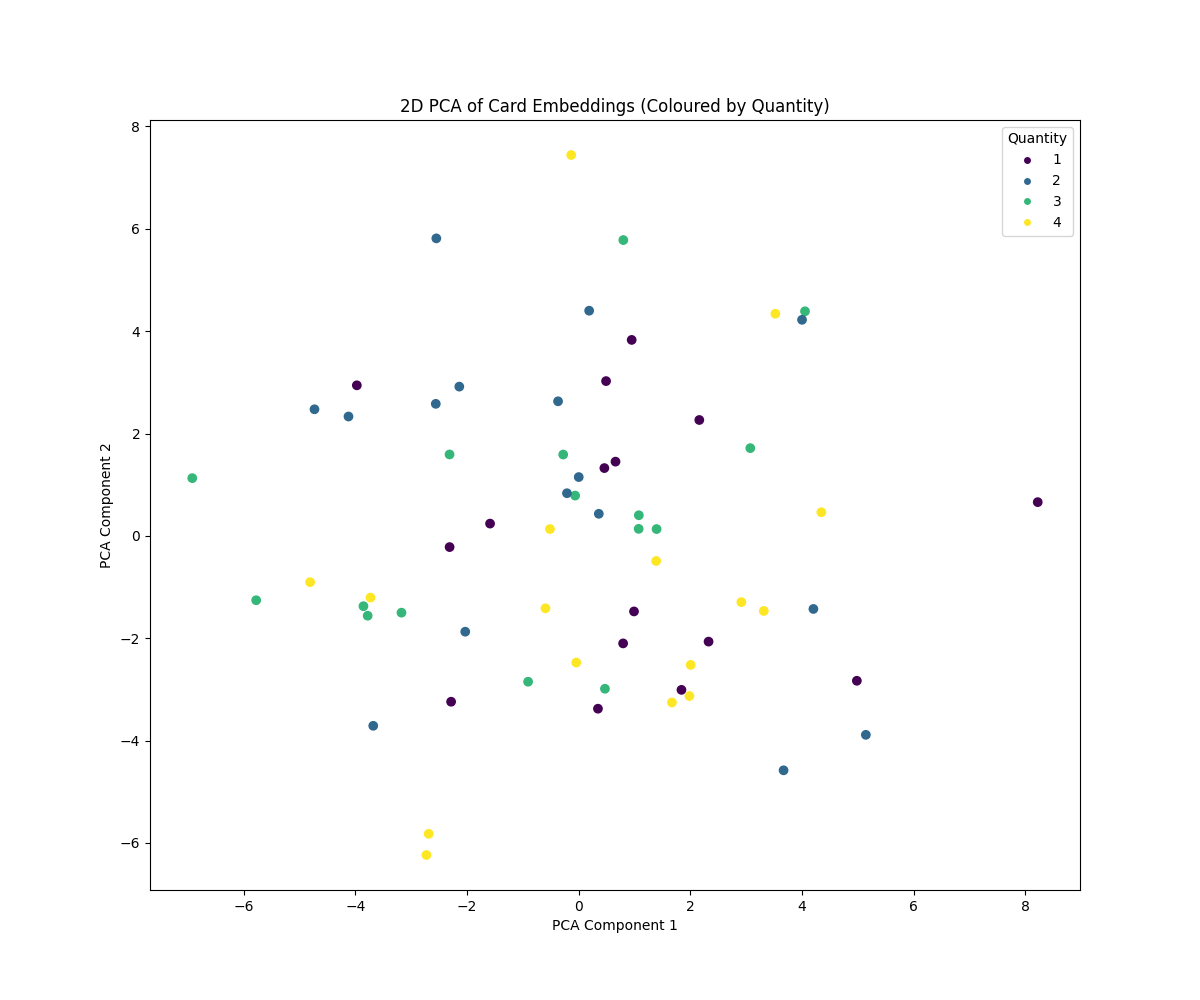 2D PCA of Card Embeddings (Coloured by Quantity)
Quantity
1
2
3
4
8
6
4
2
0
−2
−4
−6
PCA Component 2
−6 −4 −2 0 2 4 6 8
PCA Component 1